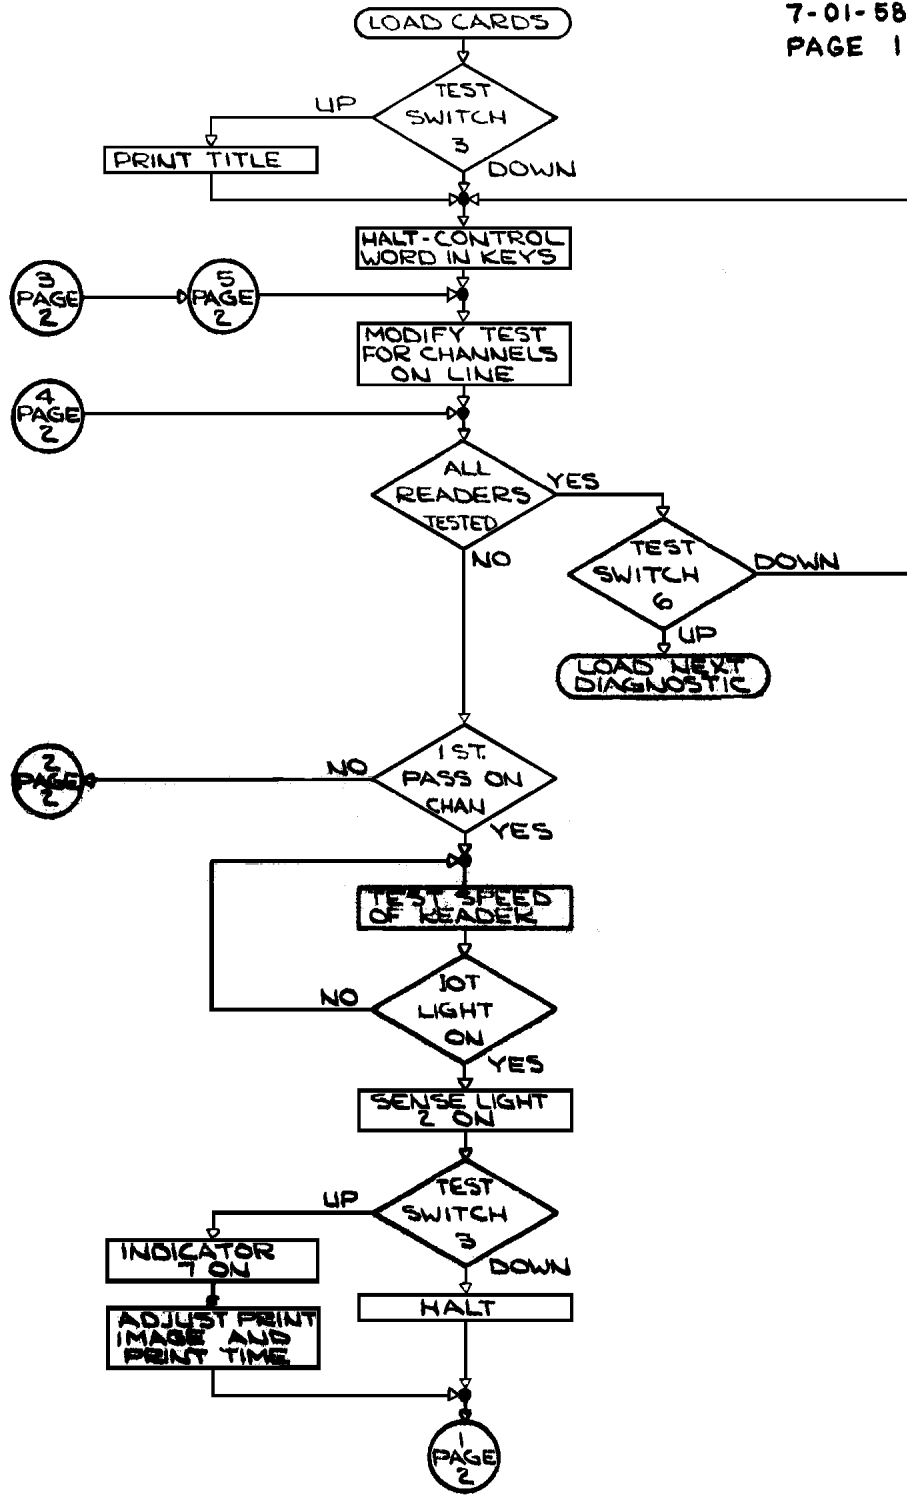 7-01-58
PAGE 1
LOAD CARDS
TEST
SWITCH
3
UP
DOWN
PRINT TITLE
HALT-CONTROL
WORD IN KEYS
3
PAGE
2
5
PAGE
2
MODIFY TEST
FOR CHANNELS
ON LINE
4
PAGE
2
ALL
READERS
TESTED
YES
NO
TEST
SWITCH
6
DOWN
UP
LOAD NEXT
DIAGNOSTIC
1 ST.
PASS ON
CHAN
NO
2
PAGE
2
YES
TEST SPEED
OF READER
IOT
LIGHT
ON
NO
YES
SENSE LIGHT
2 ON
TEST
SWITCH
3
UP
DOWN
INDICATOR
7 ON
HALT
ADJUST PRINT
IMAGE AND
PRINT TIME
1
PAGE
2